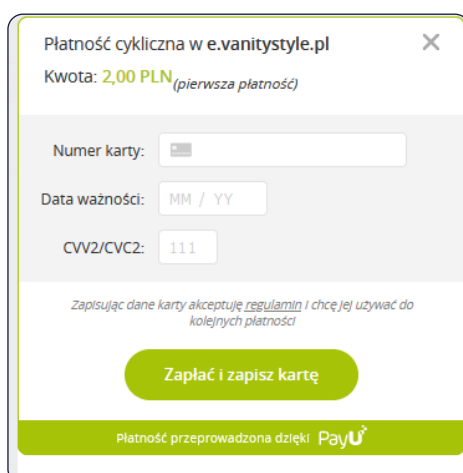 Płatność cykliczna w e.vanitystyle.pl
Kwota: 2,00 PLN (pierwsza płatność)
Numer karty:
Data ważności: MM / YY
CVV2/CVC2: 111
Zapisując dane karty akceptuję regulamin i chcę jej używać do
kolejnych płatności
Zapłać i zapisz kartę
Płatność przeprowadzona dzięki PayU